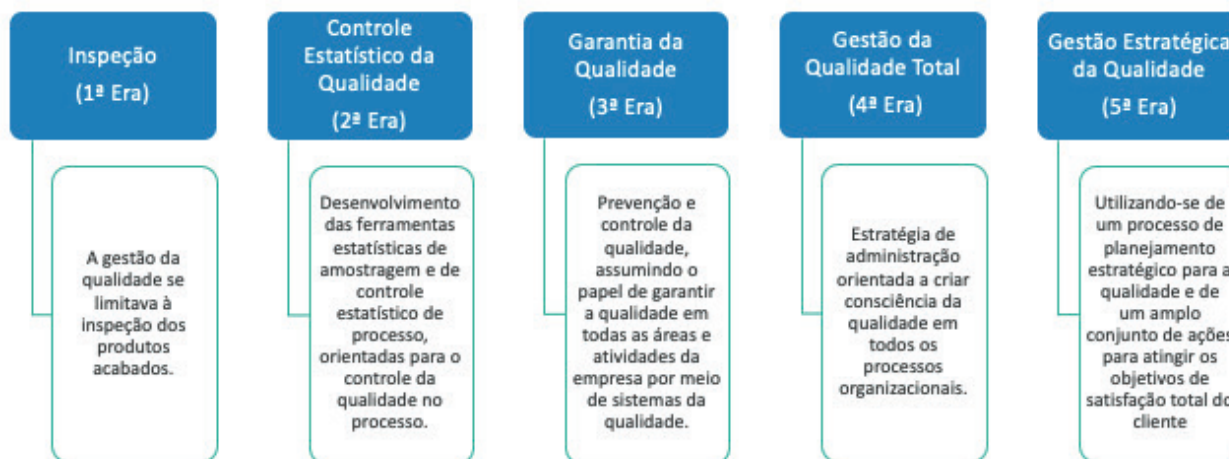 Inspeção
(1ª Era)
A gestão da
qualidade se
limitava à
inspeção dos
produtos
acabados.
Controle
Estatístico da
Qualidade
(2ª Era)
Desenvolvimento
das ferramentas
estatísticas de
amostragem e de
controle
estatístico de
processo,
orientadas para o
controle da
qualidade no
processo.
Garantia da
Qualidade
(3ª Era)
Prevenção e
controle da
qualidade,
assumindo o
papel de garantir
a qualidade em
todas as áreas e
atividades da
empresa por meio
de sistemas da
qualidade.
Gestão da
Qualidade Total
(4ª Era)
Estratégia de
administração
orientada a criar
consciência da
qualidade em
todos os
processos
organizacionais.
Gestão Estratégica
da Qualidade
(5ª Era)
Utilizando-se de
um processo de
planejamento
estratégico para a
qualidade e de
um amplo
conjunto de ações
para atingir os
objetivos de
satisfação total do
cliente